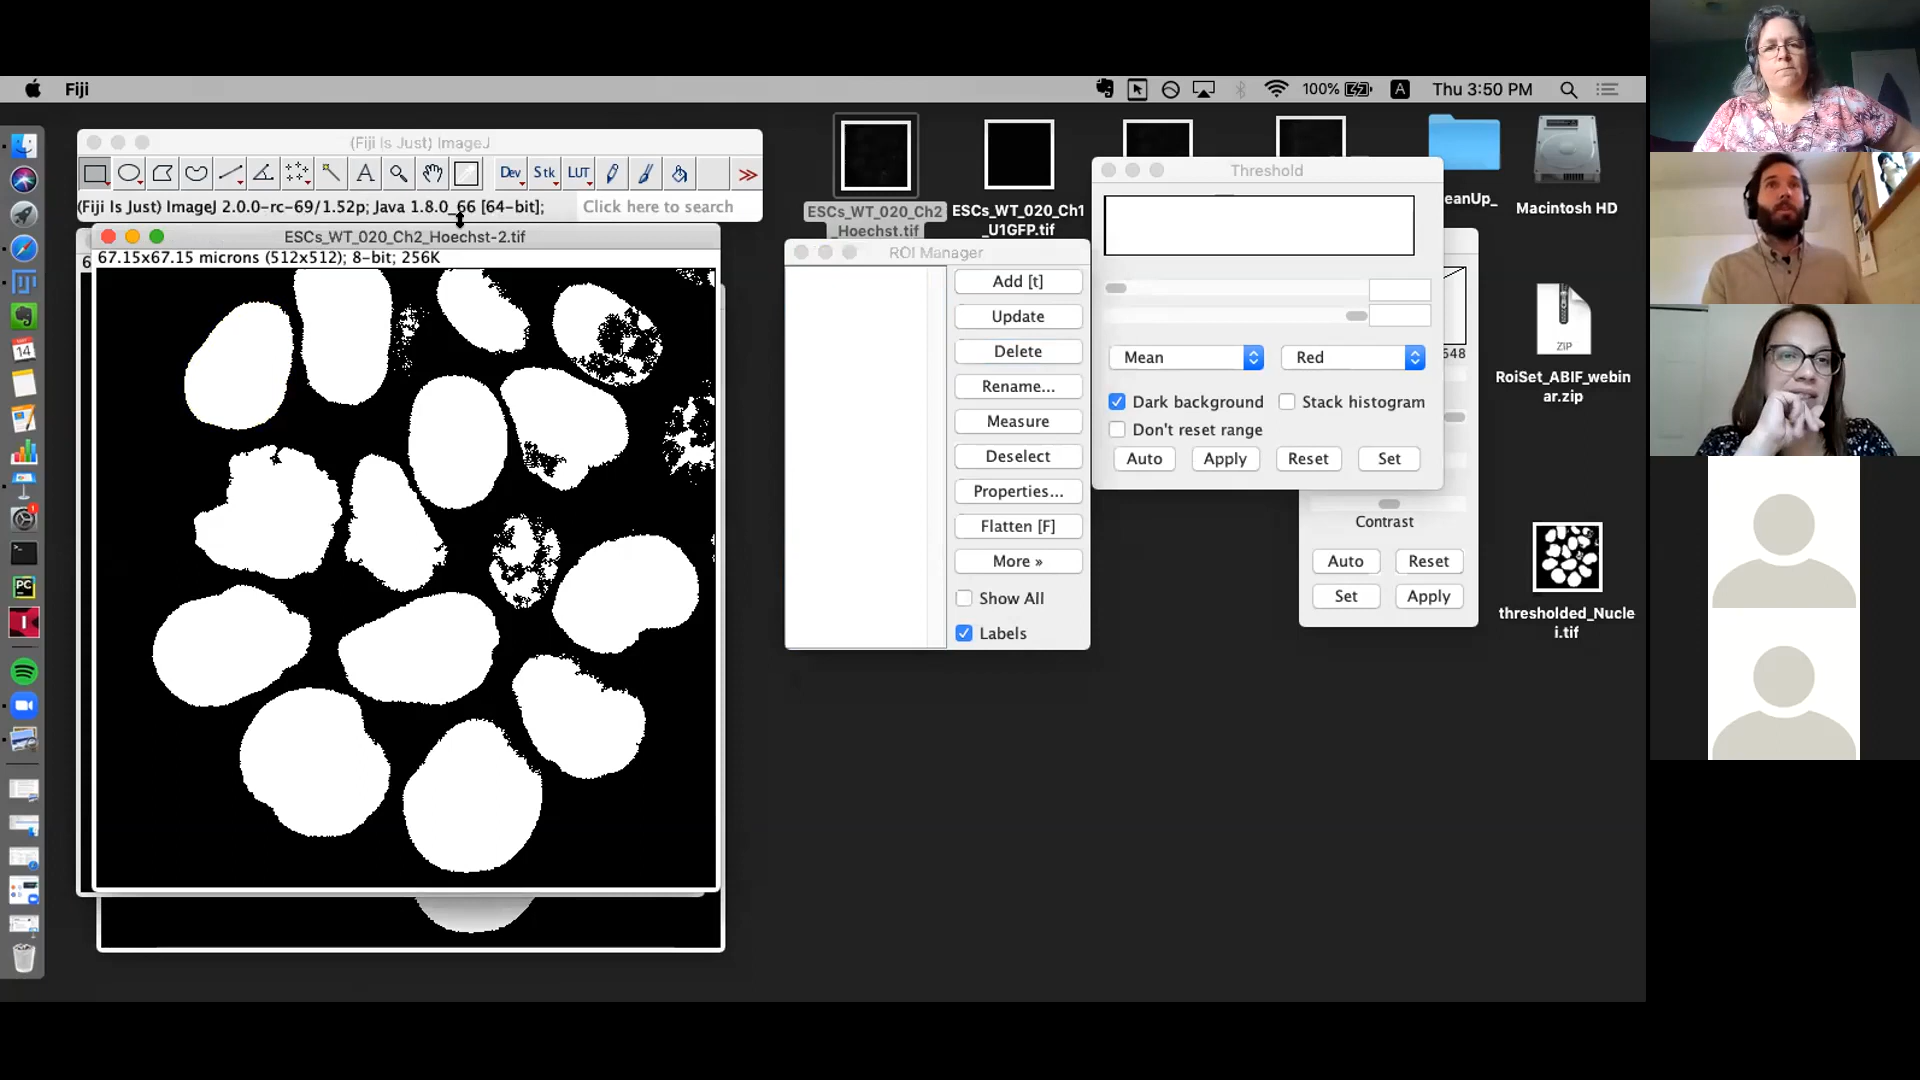 Fiji
100%
A
Thu 3:50 PM
(Fiji Is Just) ImageJ
A
Dev
Stk
LUT
≫
(Fiji Is Just) ImageJ 2.0.0-rc-69/1.52p; Java 1.8.0_66 [64-bit];
Click here to search
ESCs_WT_020_Ch2_Hoechst-2.tif
67.15x67.15 microns (512x512); 8-bit; 256K
6
ESCs_WT_020_Ch2
_Hoechst.tif
ESCs_WT_020_Ch1
_U1GFP.tif
eanUp_
Macintosh HD
ZIP
RoiSet_ABIF_webin
ar.zip
thresholded_Nucle
i.tif
ROI Manager
Add [t]
Update
Delete
Rename...
Measure
Deselect
Properties...
Flatten [F]
More »
Show All
Labels
Threshold
Mean
Red
Dark background
Stack histogram
Don't reset range
Auto
Apply
Reset
Set
548
Contrast
Auto
Reset
Set
Apply
MAY
14
1
PC
I